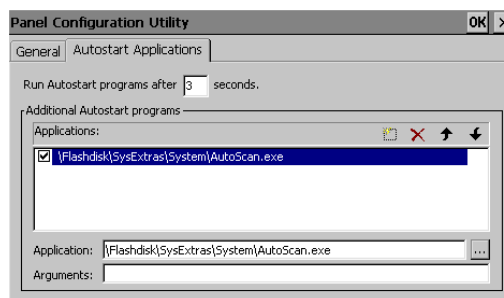 Panel Configuration Utility OK
General Autostart Applications
Run Autostart programs after 3 seconds.
Additional Autostart programs
Applications:
\Flashdisk\SysExtras\System\AutoScan.exe
Application: \Flashdisk\SysExtras\System\AutoScan.exe ...
Arguments: